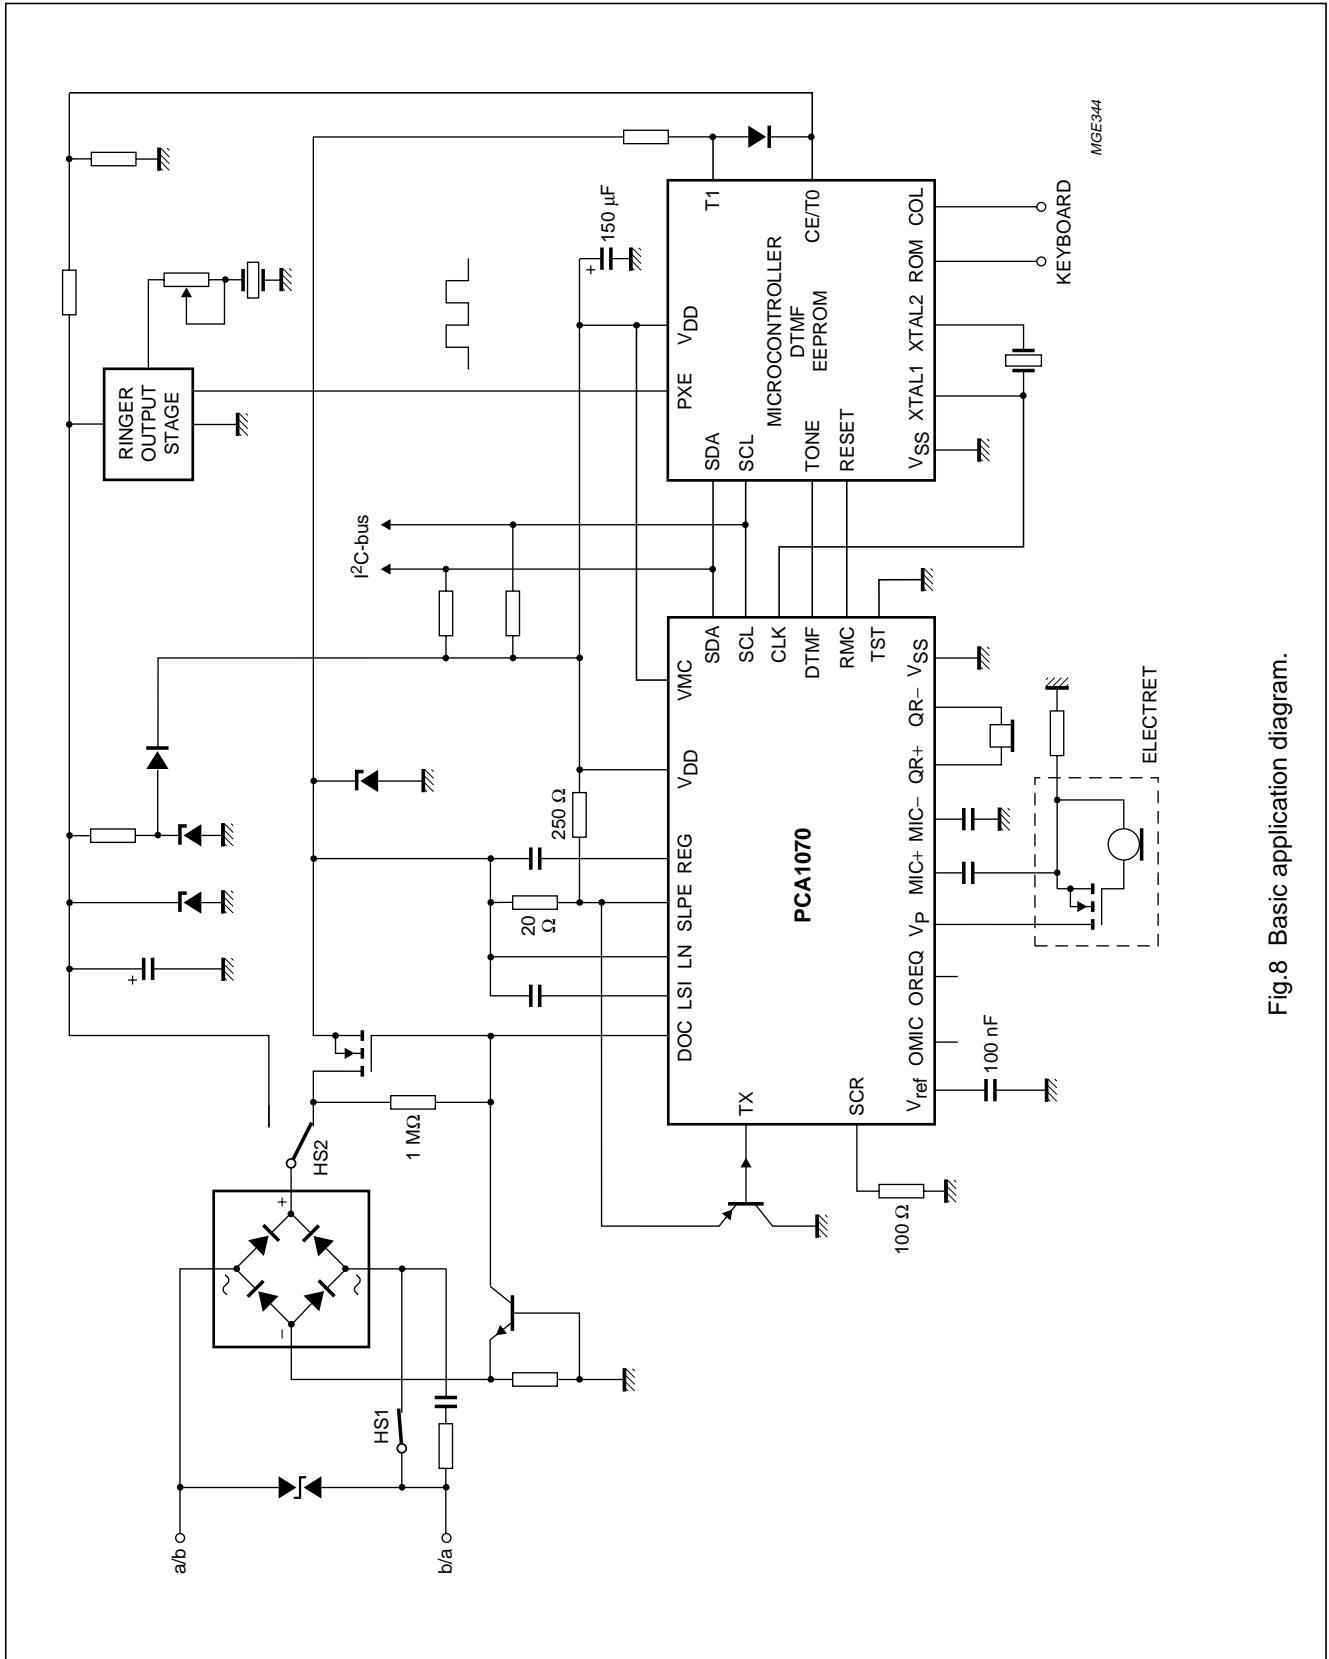 a/b
b/a
HS1
~
~
+
−
HS2
1 MΩ
+
I²C-bus
RINGER
OUTPUT
STAGE
20
Ω
250 Ω
+
150 µF
DOC
LSI
LN
SLPE
REG
VDD
VMC
TX
SCR
100 Ω
PCA1070
SDA
SCL
CLK
DTMF
RMC
TST
Vref
OMIC
OREQ
VP
MIC+
MIC−
QR+
QR−
VSS
100 nF
ELECTRET
PXE
VDD
SDA
SCL
TONE
RESET
MICROCONTROLLER
DTMF
EEPROM
T1
CE/T0
VSS
XTAL1
XTAL2
ROM
COL
KEYBOARD
MGE344
Fig.8 Basic application diagram.